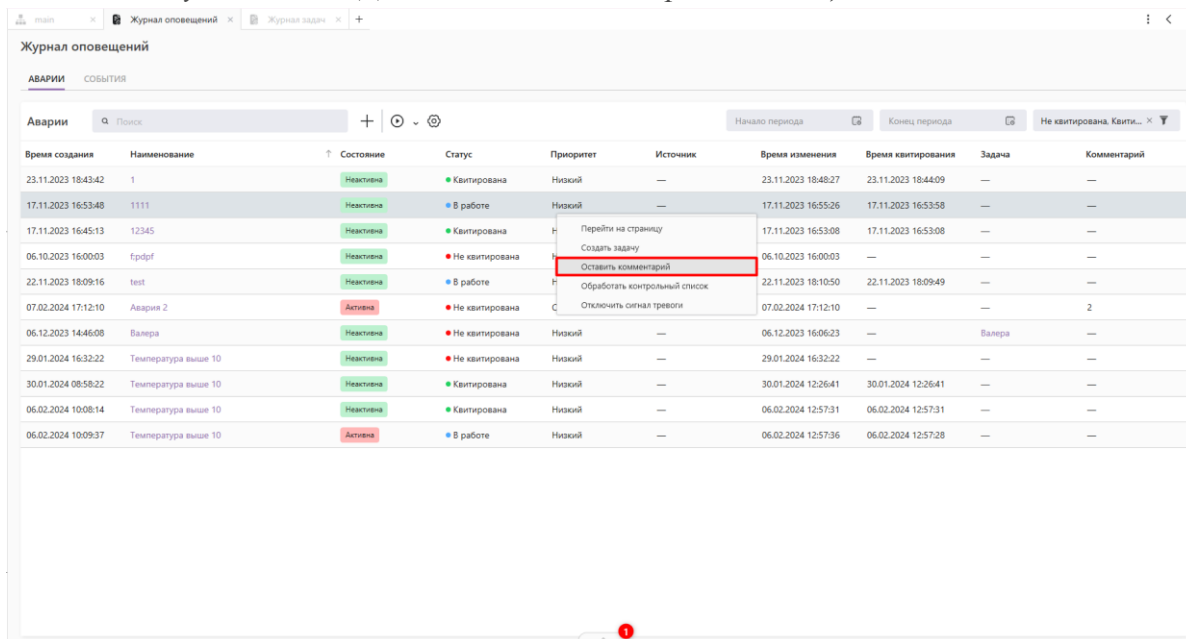 main × Журнал оповещений × Журнал задач × +
Журнал оповещений
АВАРИИ СОБЫТИЯ
Аварии Поиск Начало периода Конец периода Не квитирована, Квити... ×
Время создания Наименование ↑ Состояние Статус Приоритет Источник Время изменения Время квитирования Задача Комментарий
23.11.2023 18:43:42 1 Неактивна Квитирована Низкий — 23.11.2023 18:48:27 23.11.2023 18:44:09 — —
17.11.2023 16:53:48 1111 Неактивна В работе Низкий — 17.11.2023 16:55:26 17.11.2023 16:53:58 — —
17.11.2023 16:45:13 12345 Неактивна Квитирована Н 17.11.2023 16:53:08 17.11.2023 16:53:08 — —
06.10.2023 16:00:03 f;pdpf Неактивна Не квитирована Н 06.10.2023 16:00:03 — — —
22.11.2023 18:09:16 test Неактивна В работе Н 22.11.2023 18:10:50 22.11.2023 18:09:49 — —
07.02.2024 17:12:10 Авария 2 Активна Не квитирована С 07.02.2024 17:12:10 — — 2
Перейти на страницу
Создать задачу
Оставить комментарий
Обработать контрольный список
Отключить сигнал тревоги
06.12.2023 14:46:08 Валера Неактивна Не квитирована Низкий — 06.12.2023 16:06:23 — Валера —
29.01.2024 16:32:22 Температура выше 10 Неактивна Не квитирована Низкий — 29.01.2024 16:32:22 — — —
30.01.2024 08:58:22 Температура выше 10 Неактивна Квитирована Низкий — 30.01.2024 12:26:41 30.01.2024 12:26:41 — —
06.02.2024 10:08:14 Температура выше 10 Неактивна Квитирована Низкий — 06.02.2024 12:57:31 06.02.2024 12:57:31 — —
06.02.2024 10:09:37 Температура выше 10 Активна В работе Низкий — 06.02.2024 12:57:36 06.02.2024 12:57:28 — —
1